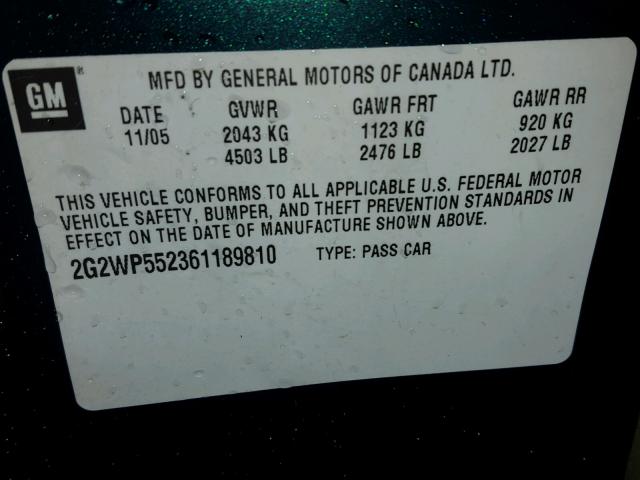 GM ®
MFD BY GENERAL MOTORS OF CANADA LTD.
DATE GVWR GAWR FRT GAWR RR
11/05 2043 KG 1123 KG 920 KG
4503 LB 2476 LB 2027 LB
THIS VEHICLE CONFORMS TO ALL APPLICABLE U.S. FEDERAL MOTOR
VEHICLE SAFETY, BUMPER, AND THEFT PREVENTION STANDARDS IN
EFFECT ON THE DATE OF MANUFACTURE SHOWN ABOVE.
2G2WP552361189810 TYPE: PASS CAR